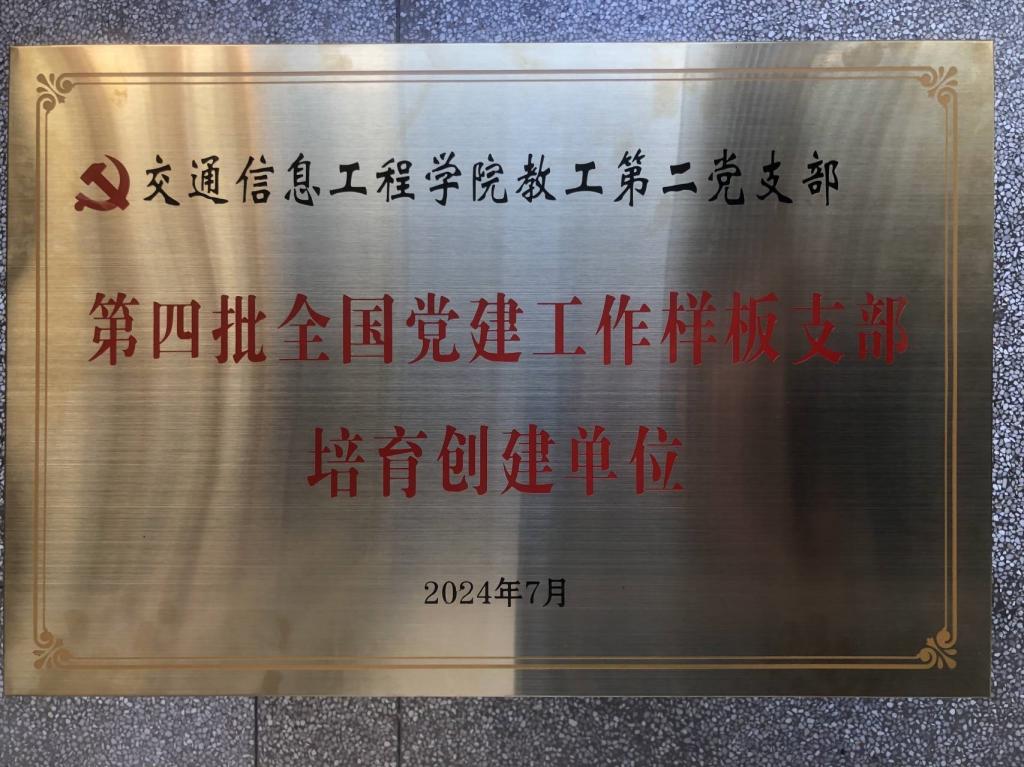 交通信息工程学院教工第二党支部
第四批全国党建工作样板支部
培育创建单位
2024年7月